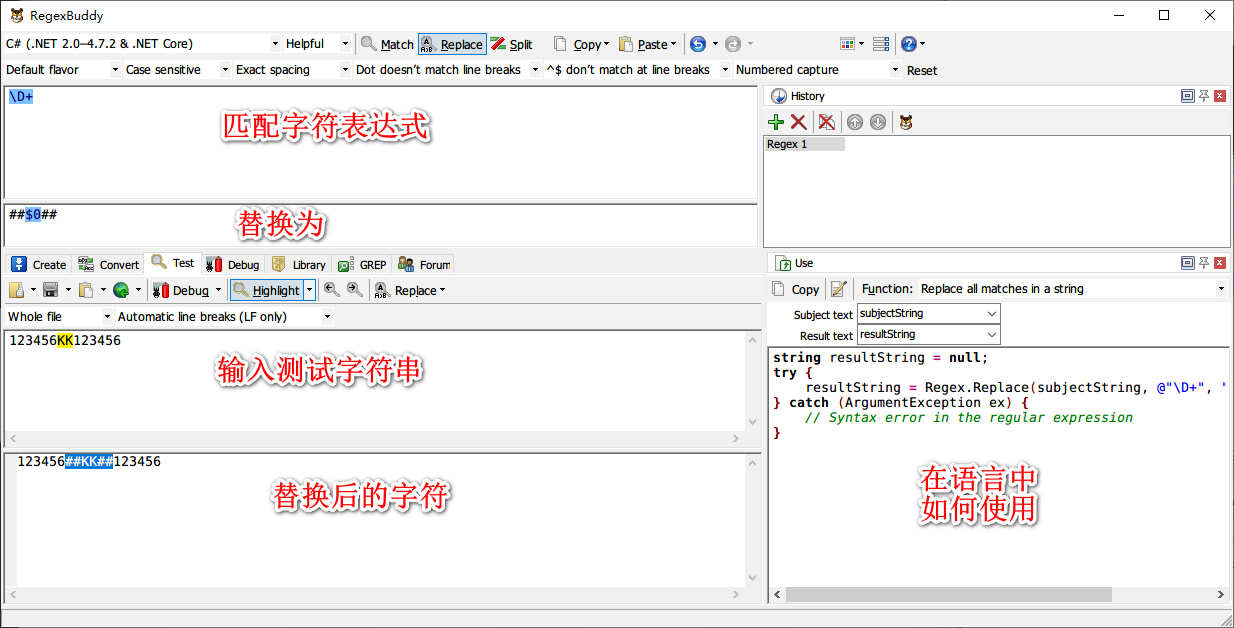 RegexBuddy
C# (.NET 2.0–4.7.2 & .NET Core) Helpful Match Replace Split Copy Paste
Default flavor Case sensitive Exact spacing Dot doesn't match line breaks ^$ don't match at line breaks Numbered capture Reset
\D+
匹配字符表达式
##$0##
替换为
Create Convert Test Debug Library GREP Forum
Debug Highlight Replace
Whole file Automatic line breaks (LF only)
123456KK123456
输入测试字符串
123456##KK##123456
替换后的字符
History
Regex 1
Use
Copy Function: Replace all matches in a string
Subject text subjectString
Result text resultString
string resultString = null;
try {
    resultString = Regex.Replace(subjectString, @"\D+", "
} catch (ArgumentException ex) {
    // Syntax error in the regular expression
}
在语言中
如何使用